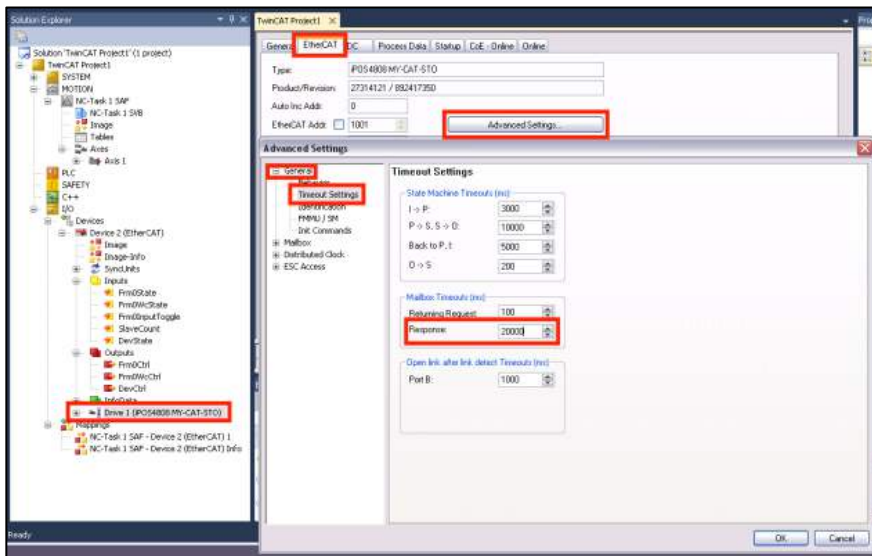 Solution Explorer
Solution 'TwinCAT Project1' (1 project)
TwinCAT Project1
SYSTEM
MOTION
NC-Task 1 SAF
NC-Task 1 SVB
Image
Tables
Axes
Axis 1
PLC
SAFETY
C++
I/O
Devices
Device 2 (EtherCAT)
Image
Image-Info
SyncUnits
Inputs
Frm0State
Frm0WcState
Frm0InputToggle
SlaveCount
DevState
Outputs
Frm0Ctrl
Frm0WcCtrl
DevCtrl
InfoData
Drive 1 (iPOS4808 MY-CAT-STO)
Mappings
NC-Task 1 SAF - Device 2 (EtherCAT) 1
NC-Task 1 SAF - Device 2 (EtherCAT) Info
Ready
TwinCAT Project1
General EtherCAT DC Process Data Startup CoE - Online Online
Type: iPOS4808 MY-CAT-STO
Product/Revision: 27314121 / 892417350
Auto Inc Addr: 0
EtherCAT Addr: 1001 Advanced Settings...
Advanced Settings
General
Behavior
Timeout Settings
Identification
FMMU / SM
Init Commands
Mailbox
Distributed Clock
ESC Access
Timeout Settings
State Machine Timeouts (ms)
I -> P: 3000
P -> S, S -> O: 10000
Back to P, I: 5000
O -> S 200
Mailbox Timeouts (ms)
Returning Request: 100
Response: 20000
Open link after link detect Timeouts (ms)
Port B: 1000
OK Cancel